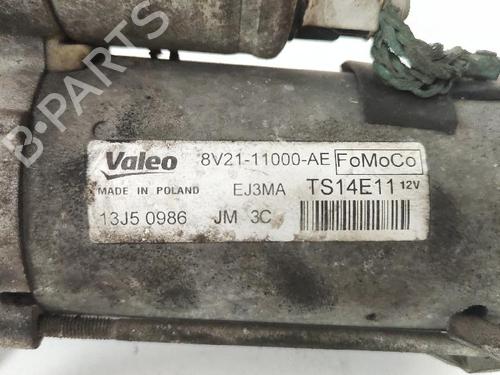 Valeo 8V21-11000-AE FoMoCo
MADE IN POLAND EJ3MA TS14E11 12V
13J5 0986 JM 3C
B-PARTS